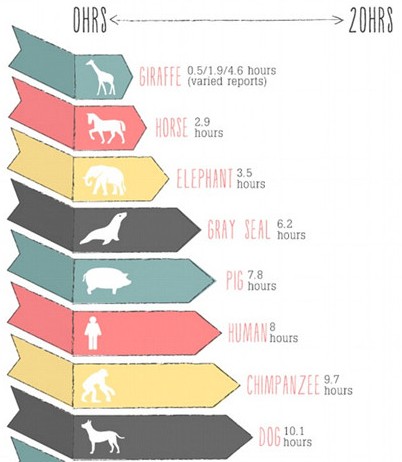 0HRS 20HRS
GIRAFFE 0.5/1.9/4.6 hours
(varied reports)
HORSE 2.9
hours
ELEPHANT 3.5
hours
GRAY SEAL 6.2
hours
PIG 7.8
hours
HUMAN 8
hours
CHIMPANZEE 9.7
hours
DOG 10.1
hours